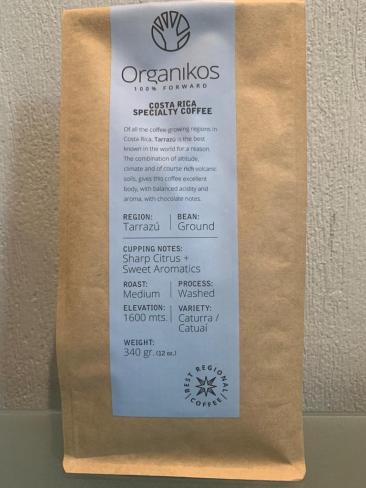 Organikos
100% FORWARD
COSTA RICA
SPECIALTY COFFEE
Of all the coffee-growing regions in
Costa Rica, Tarrazú is the best
known in the world for a reason.
The combination of altitude,
climate and of course rich volcanic
soils, gives this coffee excellent
body, with balanced acidity and
aroma, with chocolate notes.
REGION:
Tarrazú
BEAN:
Ground
CUPPING NOTES:
Sharp Citrus +
Sweet Aromatics
ROAST:
Medium
PROCESS:
Washed
ELEVATION:
1600 mts.
VARIETY:
Caturra /
Catuai
WEIGHT:
340 gr. (12 oz.)
BEST REGIONAL
COFFEE